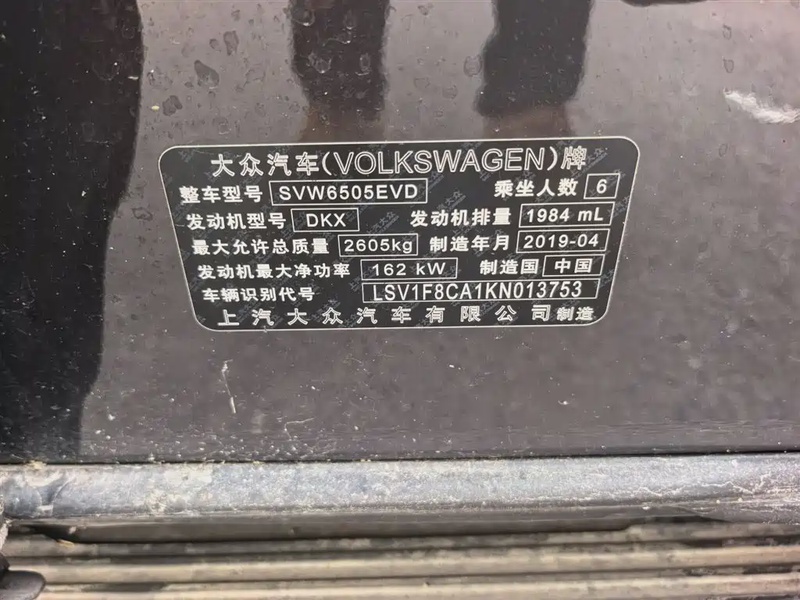 大众汽车(VOLKSWAGEN)牌
整车型号 SVW6505EVD 乘坐人数 6
发动机型号 DKX 发动机排量 1984 mL
最大允许总质量 2605kg 制造年月 2019-04
发动机最大净功率 162 kW 制造国 中国
车辆识别代号 LSV1F8CA1KN013753
上汽大众汽车有限公司制造